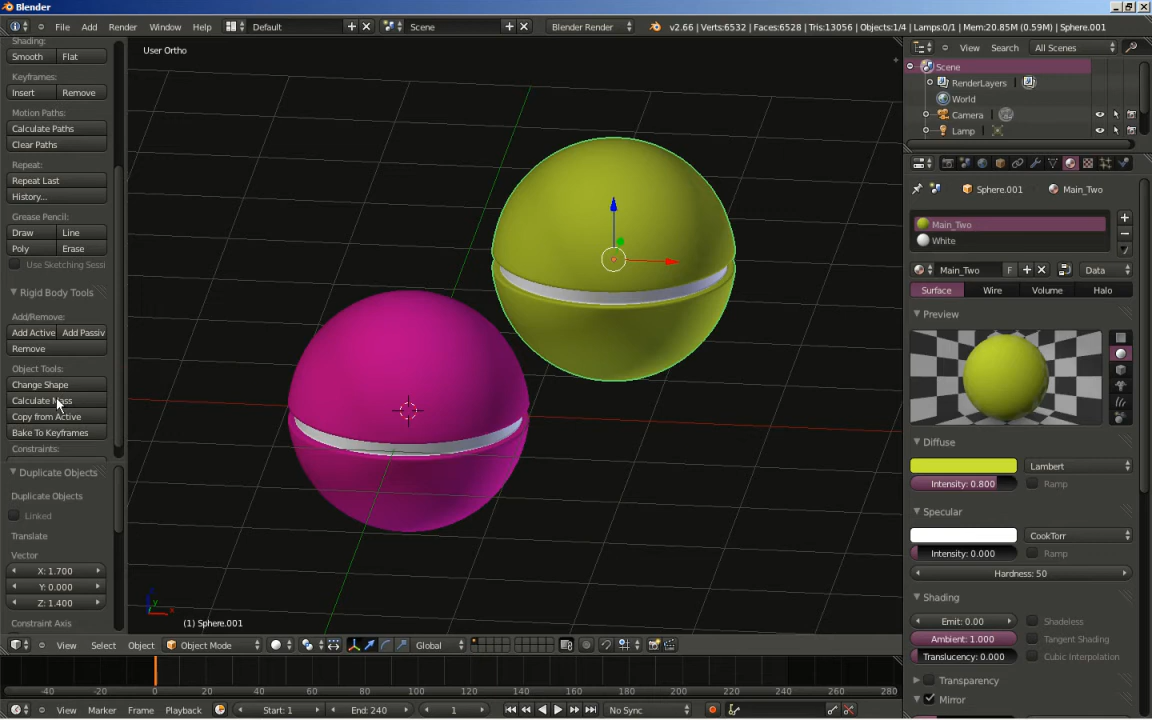 Blender
File Add Render Window Help Default Scene Blender Render v2.66 | Verts:6532 | Faces:6528 | Tris:13056 | Objects:1/4 | Lamps:0/1 | Mem:20.85M (0.59M) | Sphere.001
Shading:
Smooth Flat
Keyframes:
Insert Remove
Motion Paths:
Calculate Paths
Clear Paths
Repeat:
Repeat Last
History...
Grease Pencil:
Draw Line
Poly Erase
Use Sketching Sessi
Rigid Body Tools
Add/Remove:
Add Active Add Passiv
Remove
Object Tools:
Change Shape
Calculate Mass
Copy from Active
Bake To Keyframes
Constraints:
Duplicate Objects
Duplicate Objects
Linked
Translate
Vector
X: 1.700
Y: 0.000
Z: 1.400
Constraint Axis
User Ortho
z
y
x
(1) Sphere.001
View Select Object Object Mode Global
-40 -20 0 20 40 60 80 100 120 140 160 180 200 220 240 260 280
View Marker Frame Playback Start: 1 End: 240 1 No Sync
View Search All Scenes
Scene
RenderLayers
World
Camera
Lamp
Sphere.001 Main_Two
Main_Two
White
Main_Two F Data
Surface Wire Volume Halo
Preview
Diffuse
Lambert
Intensity: 0.800 Ramp
Specular
CookTorr
Intensity: 0.000 Ramp
Hardness: 50
Shading
Emit: 0.00 Shadeless
Ambient: 1.000 Tangent Shading
Translucency: 0.000 Cubic Interpolation
Transparency
Mirror